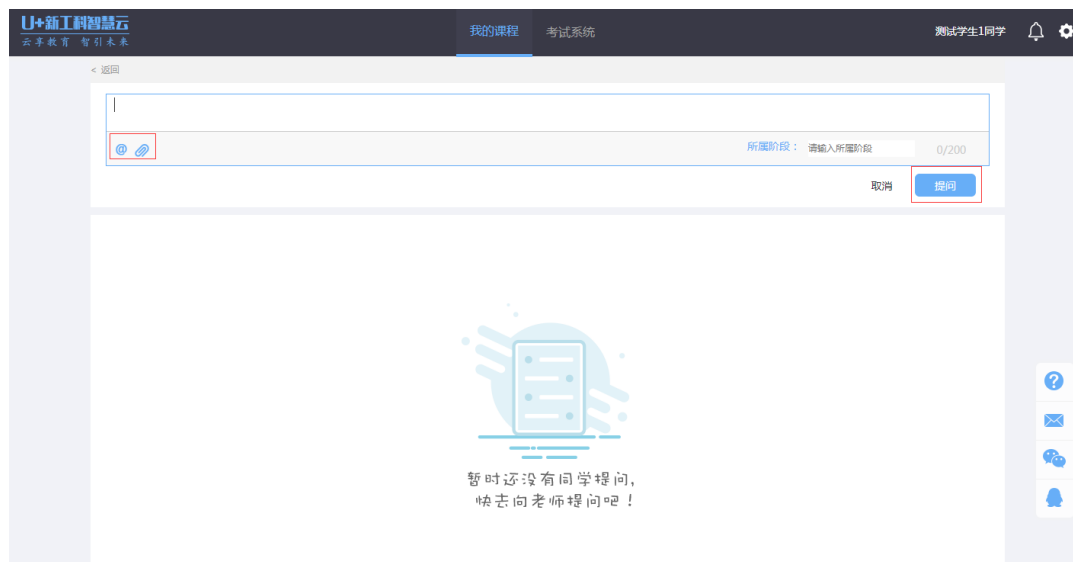 U+新工科智慧云
云享教育 智引未来
我的课程 考试系统 测试学生1同学
< 返回
@
所属阶段： 请输入所属阶段 0/200
取消 提问
暂时还没有同学提问，
快去向老师提问吧！